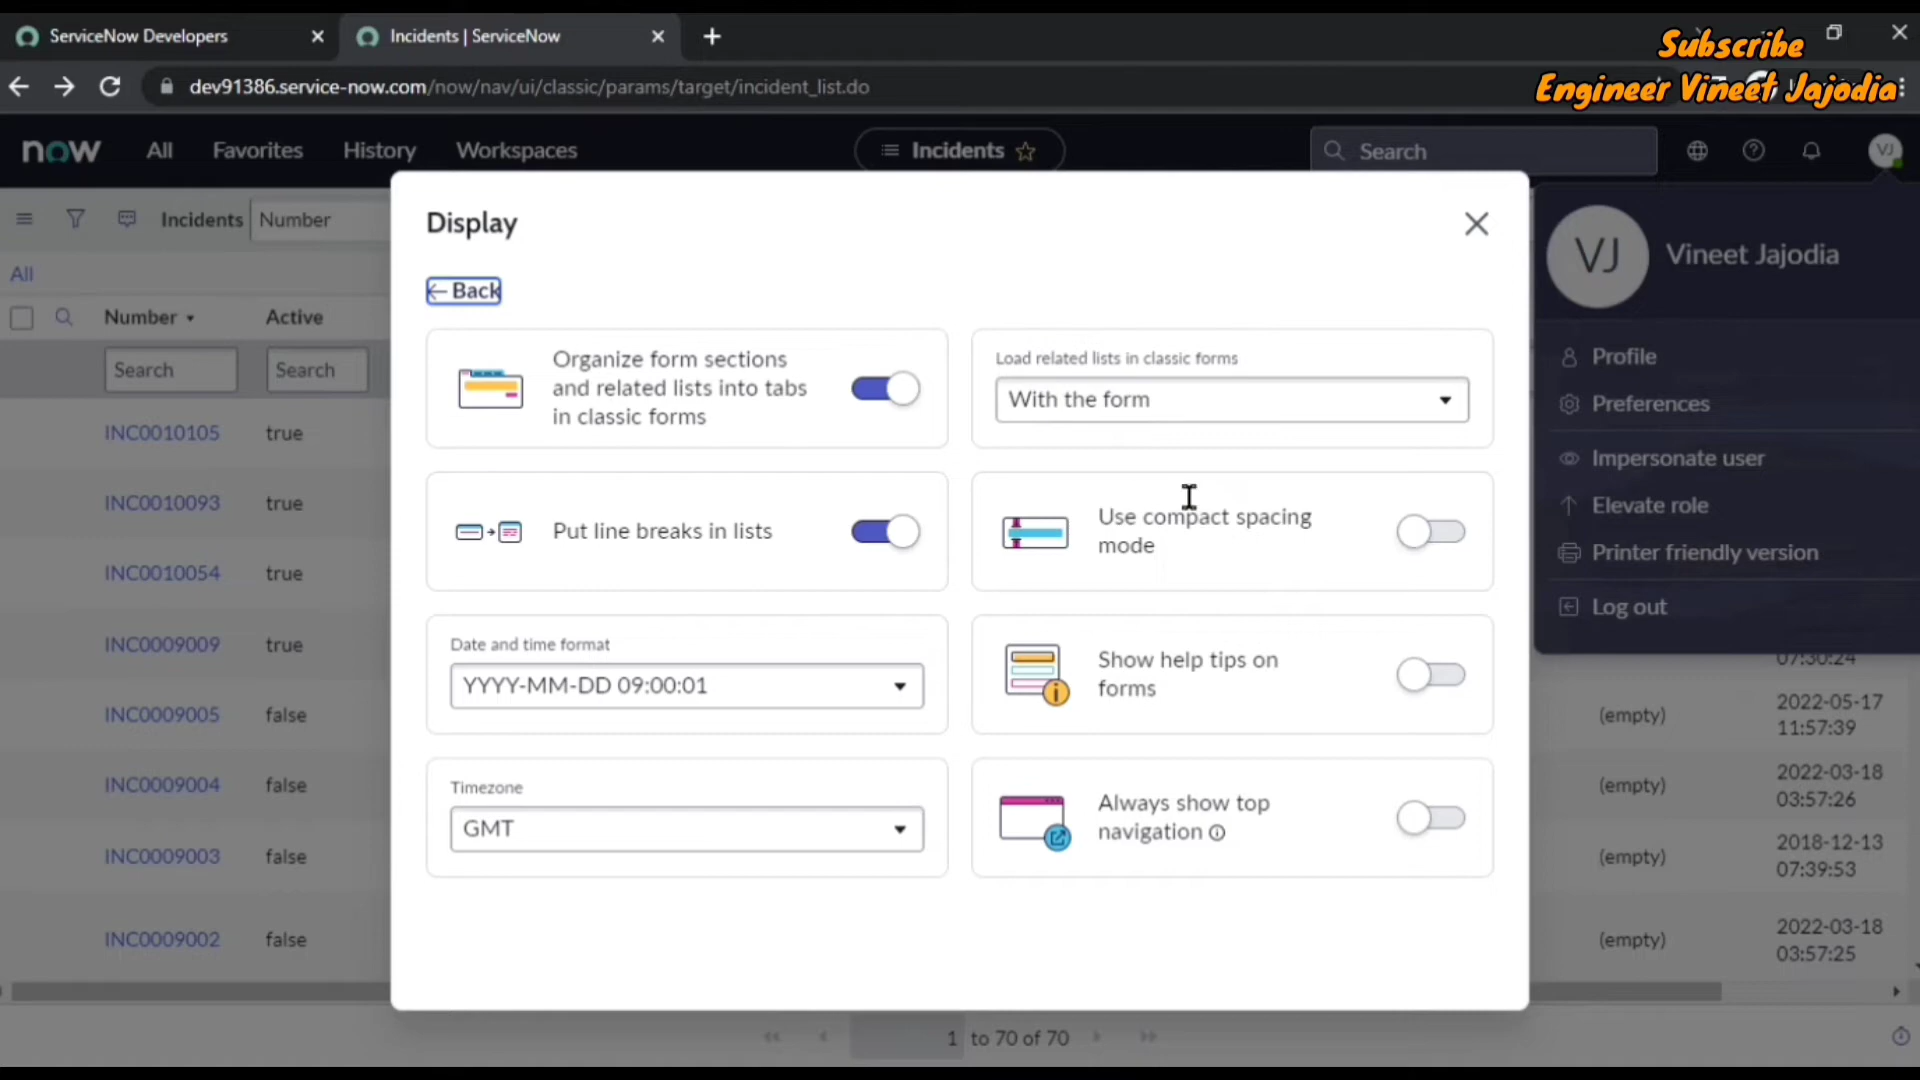 ServiceNow Developers
Incidents | ServiceNow
Subscribe
Engineer Vineet Jajodia
dev91386.service-now.com/now/nav/ui/classic/params/target/incident_list.do
now
All
Favorites
History
Workspaces
Incidents
Search
VJ
Incidents
Number
All
Number
Active
Search
Search
INC0010105
true
INC0010093
true
INC0010054
true
INC0009009
true
INC0009005
false
INC0009004
false
INC0009003
false
INC0009002
false
Display
Back
Organize form sections
and related lists into tabs
in classic forms
Load related lists in classic forms
With the form
Put line breaks in lists
Use compact spacing
mode
Date and time format
YYYY-MM-DD 09:00:01
Show help tips on
forms
Timezone
GMT
Always show top
navigation
VJ
Vineet Jajodia
Profile
Preferences
Impersonate user
Elevate role
Printer friendly version
Log out
07:30:24
(empty)
2022-05-17
11:57:39
(empty)
2022-03-18
03:57:26
(empty)
2018-12-13
07:39:53
(empty)
2022-03-18
03:57:25
1 to 70 of 70